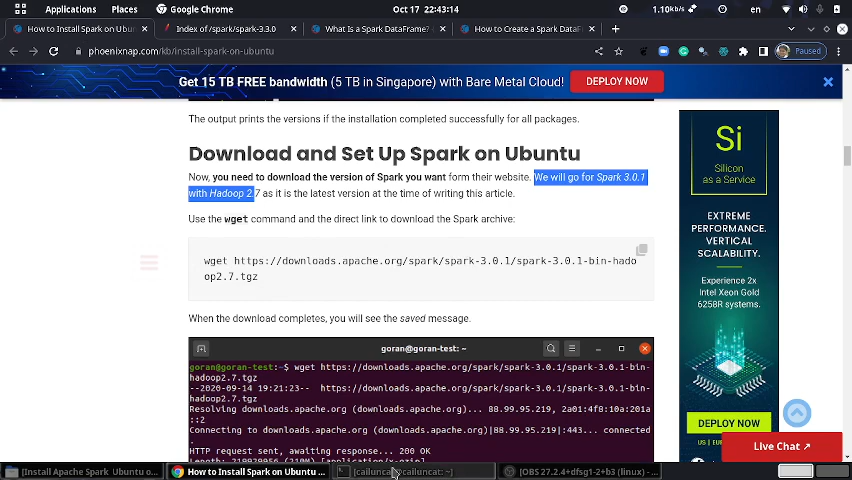 Applications Places Google Chrome Oct 17 22:43:14 1.10kB/s en
How to Install Spark on Ubuntu
Index of /spark/spark-3.3.0
What Is a Spark DataFrame?
How to Create a Spark DataF
phoenixnap.com/kb/install-spark-on-ubuntu
Paused
Get 15 TB FREE bandwidth (5 TB in Singapore) with Bare Metal Cloud! DEPLOY NOW
The output prints the versions if the installation completed successfully for all packages.
Download and Set Up Spark on Ubuntu
Now, you need to download the version of Spark you want form their website. We will go for Spark 3.0.1
with Hadoop 2.7 as it is the latest version at the time of writing this article.
Use the wget command and the direct link to download the Spark archive:
wget https://downloads.apache.org/spark/spark-3.0.1/spark-3.0.1-bin-hado
op2.7.tgz
When the download completes, you will see the saved message.
goran@goran-test: ~
goran@goran-test:~$ wget https://downloads.apache.org/spark/spark-3.0.1/spark-3.0.1-bin-
hadoop2.7.tgz
--2020-09-14 19:21:23-- https://downloads.apache.org/spark/spark-3.0.1/spark-3.0.1-bin-
hadoop2.7.tgz
Resolving downloads.apache.org (downloads.apache.org)... 88.99.95.219, 2a01:4f8:10a:201a
::2
Connecting to downloads.apache.org (downloads.apache.org)|88.99.95.219|:443... connected
.
HTTP request sent, awaiting response... 200 OK
Si
Silicon
as a Service
EXTREME
PERFORMANCE.
VERTICAL
SCALABILITY.
Experience 2x
Intel Xeon Gold
6258R systems.
DEPLOY NOW
Live Chat ↗
[Install Apache Spark Ubuntu o...
How to Install Spark on Ubuntu ...
[OBS 27.2.4+dfsg1-2+b3 (linux) -...